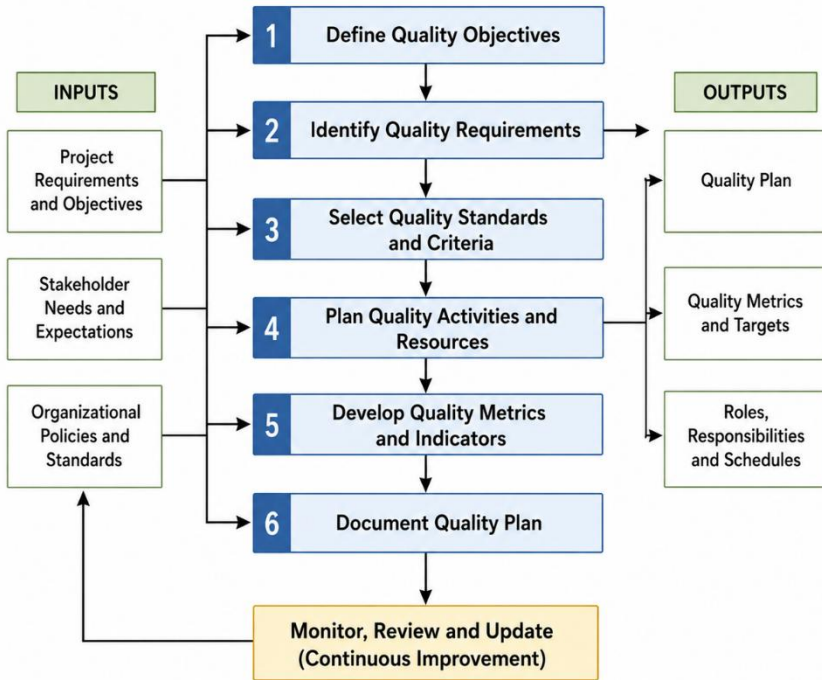 1
Define Quality Objectives
INPUTS
OUTPUTS
2
Identify Quality Requirements
Project
Requirements
and Objectives
Quality Plan
3
Select Quality Standards
and Criteria
Stakeholder
Needs and
Expectations
4
Plan Quality Activities and
Resources
Quality Metrics
and Targets
Organizational
Policies and
Standards
5
Develop Quality Metrics
and Indicators
Roles,
Responsibilities
and Schedules
6
Document Quality Plan
Monitor, Review and Update
(Continuous Improvement)